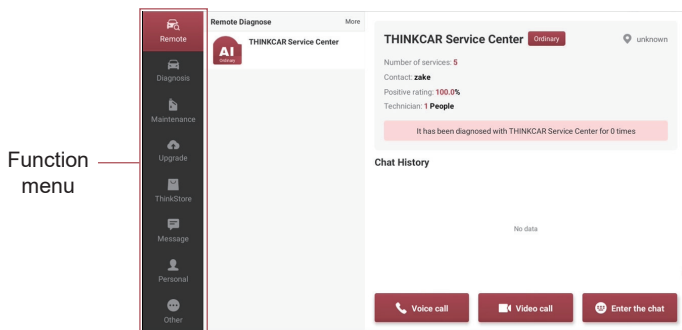 Function
menu
Remote
Diagnosis
Maintenance
Upgrade
ThinkStore
Message
Personal
Other
Remote Diagnose More
AI
Ordinary
THINKCAR Service Center
THINKCAR Service Center Ordinary unknown
Number of services: 5
Contact: zake
Positive rating: 100.0%
Technician: 1 People
It has been diagnosed with THINKCAR Service Center for 0 times
Chat History
No data
Voice call Video call Enter the chat